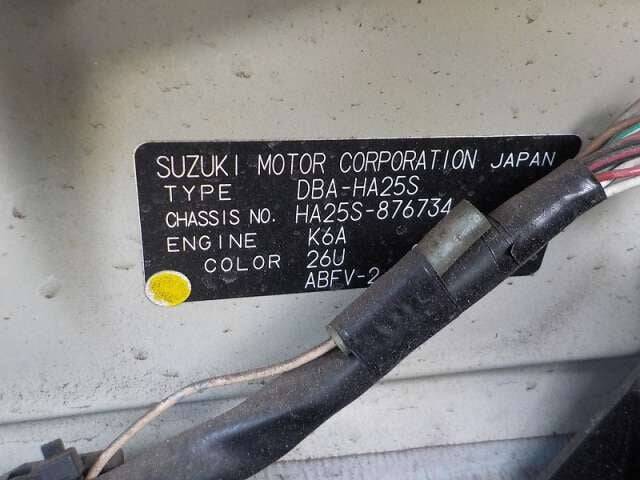 SUZUKI MOTOR CORPORATION JAPAN
TYPE DBA-HA25S
CHASSIS NO. HA25S-876734
ENGINE K6A
COLOR 26U
ABFV-2